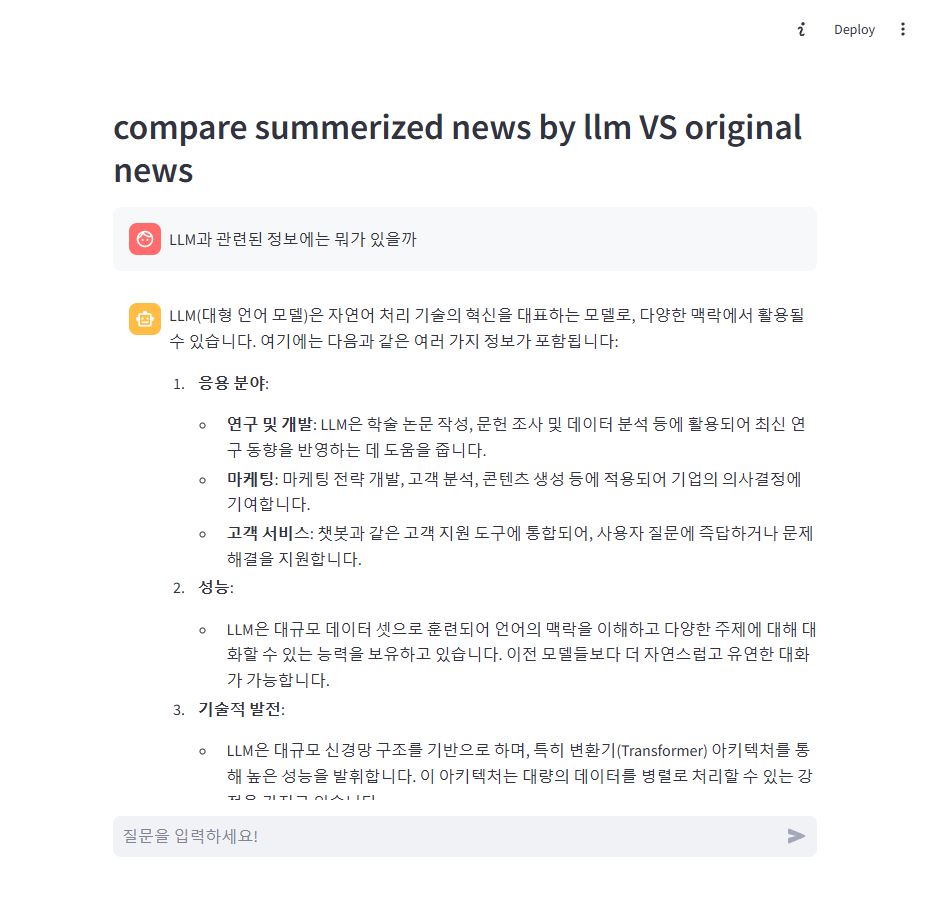 Deploy
compare summerized news by llm VS original
news
LLM과 관련된 정보에는 뭐가 있을까
LLM(대형 언어 모델)은 자연어 처리 기술의 혁신을 대표하는 모델로, 다양한 맥락에서 활용될
수 있습니다. 여기에는 다음과 같은 여러 가지 정보가 포함됩니다:
1. 응용 분야:
연구 및 개발: LLM은 학술 논문 작성, 문헌 조사 및 데이터 분석 등에 활용되어 최신 연
구 동향을 반영하는 데 도움을 줍니다.
마케팅: 마케팅 전략 개발, 고객 분석, 콘텐츠 생성 등에 적용되어 기업의 의사결정에
기여합니다.
고객 서비스: 챗봇과 같은 고객 지원 도구에 통합되어, 사용자 질문에 즉답하거나 문제
해결을 지원합니다.
2. 성능:
LLM은 대규모 데이터 셋으로 훈련되어 언어의 맥락을 이해하고 다양한 주제에 대해 대
화할 수 있는 능력을 보유하고 있습니다. 이전 모델들보다 더 자연스럽고 유연한 대화
가 가능합니다.
3. 기술적 발전:
LLM은 대규모 신경망 구조를 기반으로 하며, 특히 변환기(Transformer) 아키텍처를 통
해 높은 성능을 발휘합니다. 이 아키텍처는 대량의 데이터를 병렬로 처리할 수 있는 강
질문을 입력하세요!